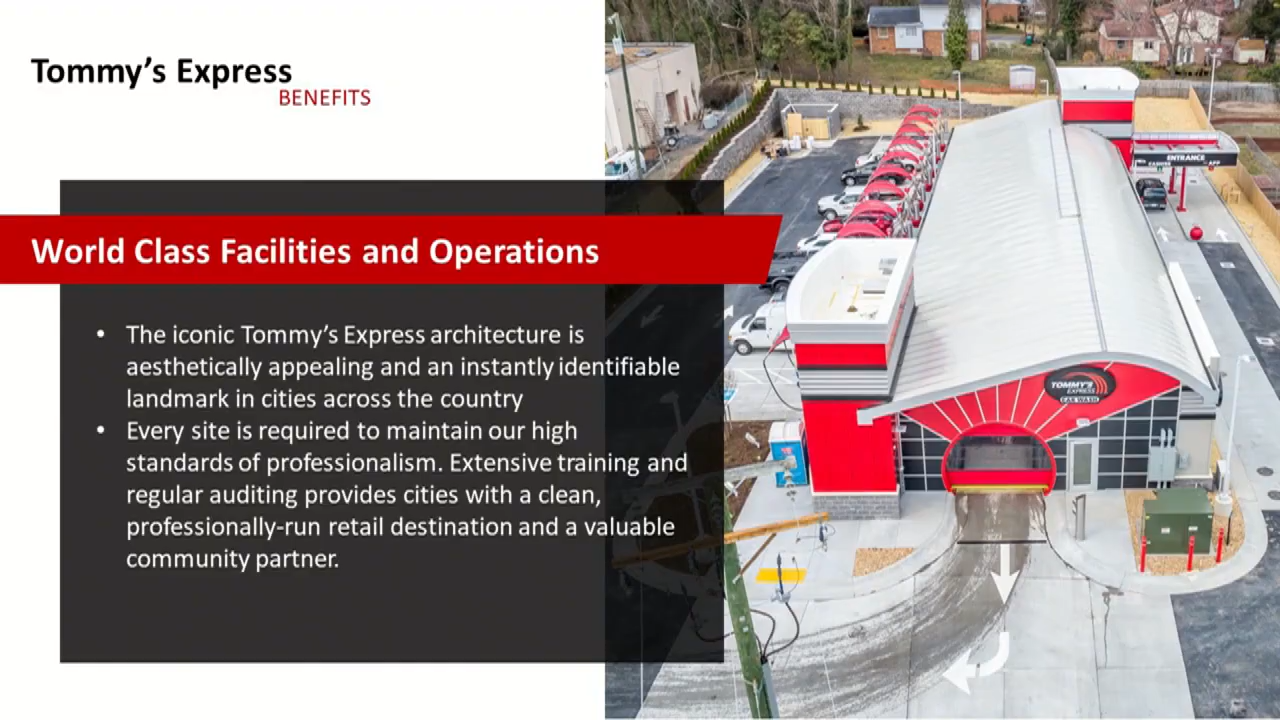 Tommy's Express
BENEFITS
World Class Facilities and Operations
• The iconic Tommy's Express architecture is
aesthetically appealing and an instantly identifiable
landmark in cities across the country
• Every site is required to maintain our high
standards of professionalism. Extensive training and
regular auditing provides cities with a clean,
professionally-run retail destination and a valuable
community partner.
ENTRANCE
CASHIER
APP
TOMMY'S
EXPRESS
CAR WASH